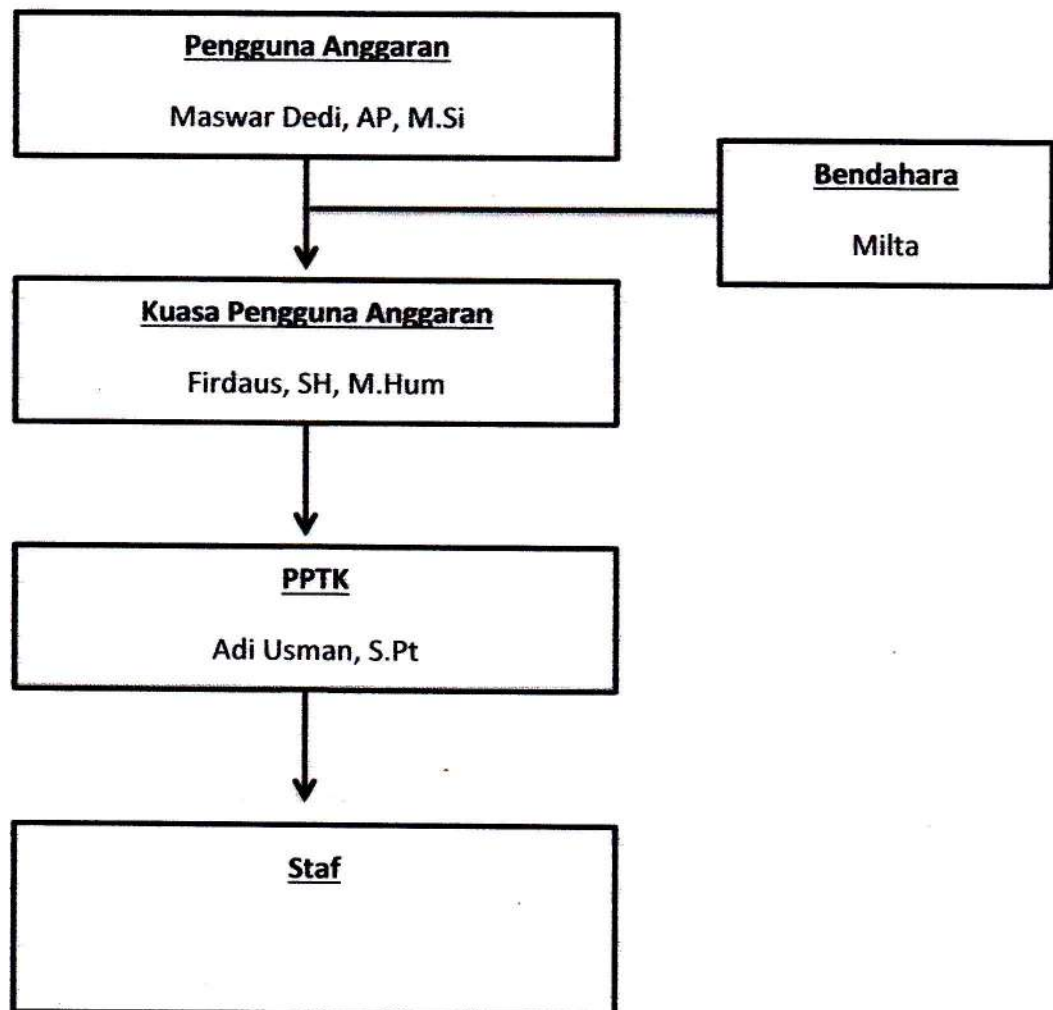 Pengguna Anggaran
Maswar Dedi, AP, M.Si
Bendahara
Milta
Kuasa Pengguna Anggaran
Firdaus, SH, M.Hum
PPTK
Adi Usman, S.Pt
Staf